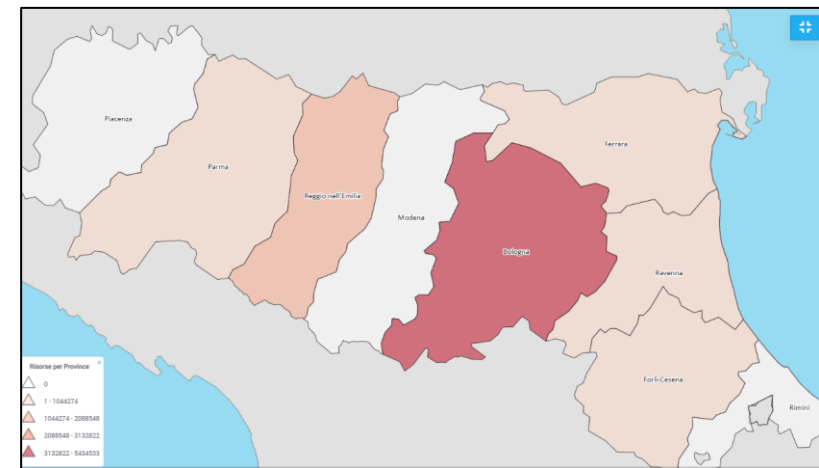 Piacenza
Parma
Reggio nell'Emilia
Modena
Ferrara
Bologna
Ravenna
Forlì-Cesena
Rimini
Risorse per Province ×
0
1 - 1044274
1044274 - 2088548
2088548 - 3132822
3132822 - 5434533